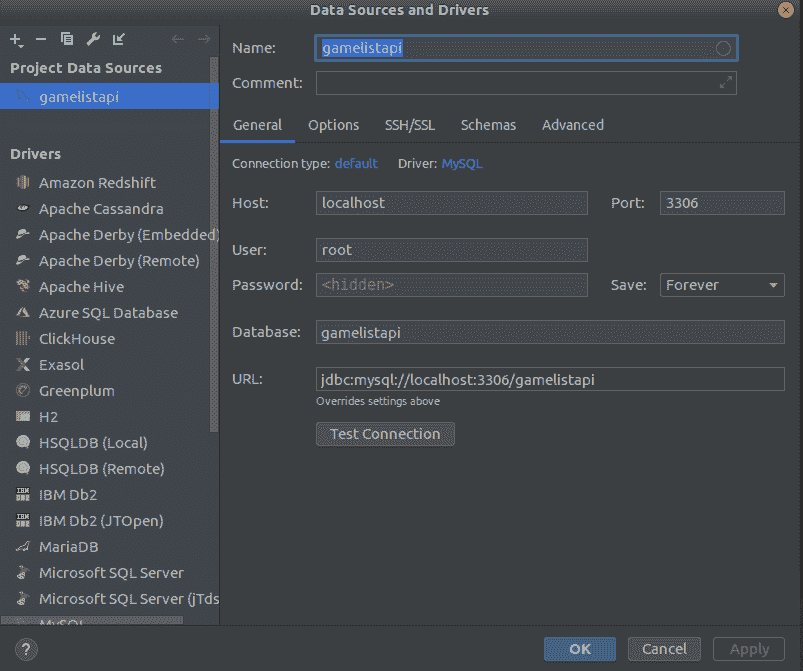 Data Sources and Drivers
Project Data Sources
gamelistapi
Drivers
Amazon Redshift
Apache Cassandra
Apache Derby (Embedded)
Apache Derby (Remote)
Apache Hive
Azure SQL Database
ClickHouse
Exasol
Greenplum
H2
HSQLDB (Local)
HSQLDB (Remote)
IBM Db2
IBM Db2 (JTOpen)
MariaDB
Microsoft SQL Server
Microsoft SQL Server (jTds
MySQL
Name: gamelistapi
Comment:
General Options SSH/SSL Schemas Advanced
Connection type: default Driver: MySQL
Host: localhost Port: 3306
User: root
Password: <hidden> Save: Forever
Database: gamelistapi
URL: jdbc:mysql://localhost:3306/gamelistapi
Overrides settings above
Test Connection
? OK Cancel Apply